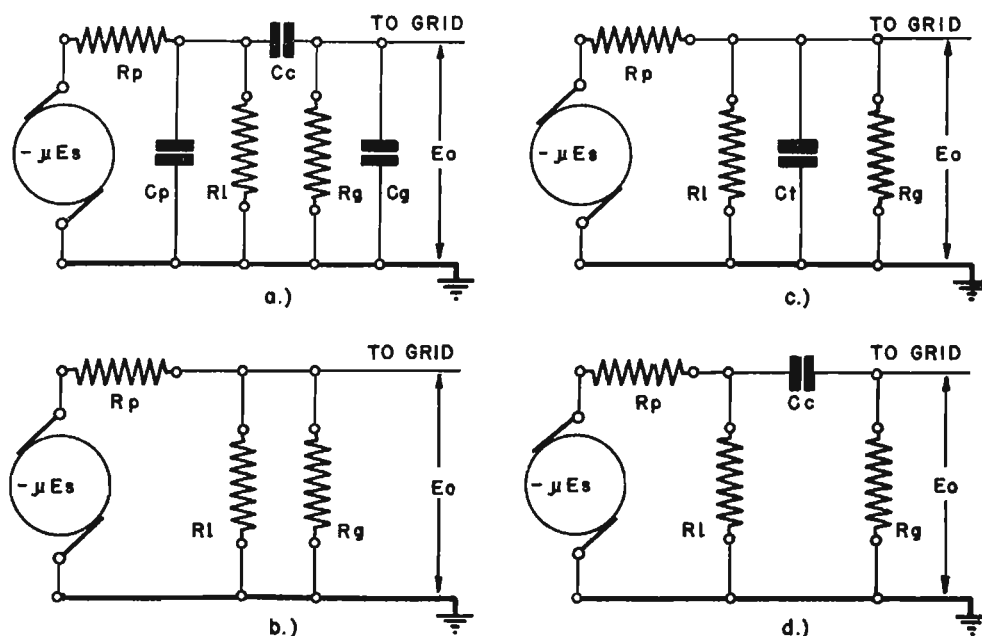 TO GRID
Rp
Cc
-μEs
Cp
Rl
Rg
Cg
Eo
a.)
TO GRID
Rp
-μEs
Rl
Ct
Rg
Eo
c.)
TO GRID
Rp
-μEs
Rl
Rg
Eo
b.)
TO GRID
Rp
Cc
-μEs
Rl
Rg
Eo
d.)